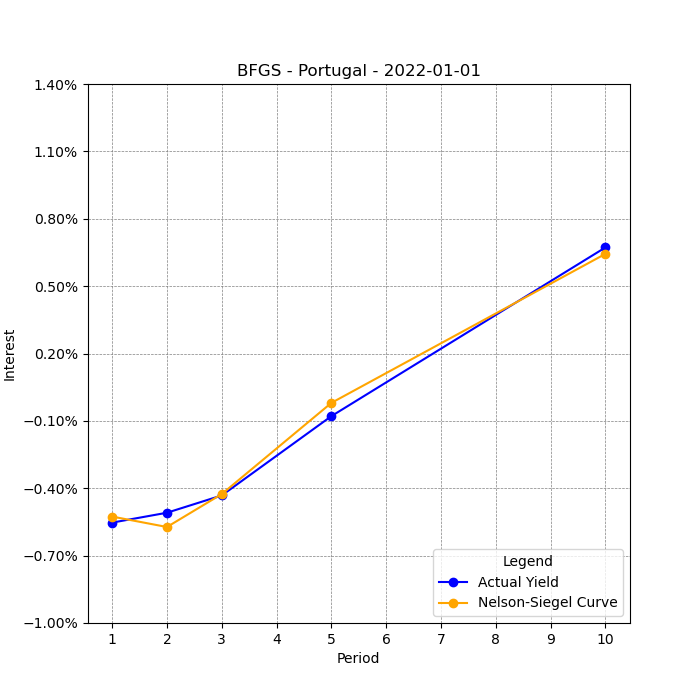 BFGS - Portugal - 2022-01-01
1.40%
1.10%
0.80%
0.50%
0.20%
−0.10%
−0.40%
−0.70%
−1.00%
Interest
1 2 3 4 5 6 7 8 9 10
Period
Legend
Actual Yield
Nelson-Siegel Curve